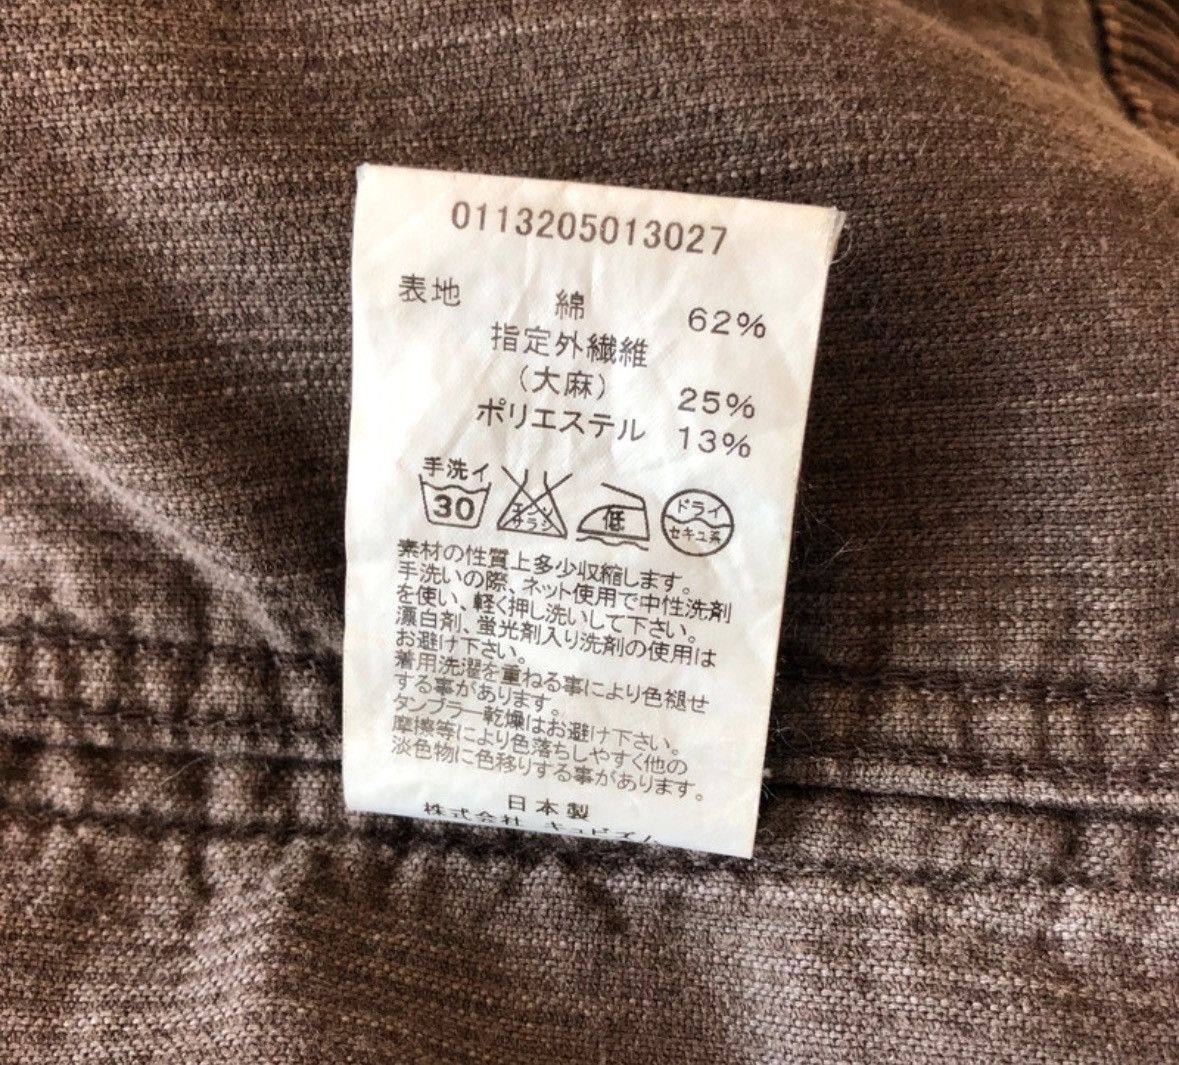 0113205013027
表地 綿 62%
指定外繊維
(大麻) 25%
ポリエステル 13%
手洗イ
30
エンソ
サラシ
低
ドライ
セキユ系
素材の性質上多少収縮します。
手洗いの際、ネット使用で中性洗剤
を使い、軽く押し洗いして下さい。
漂白剤、蛍光剤入り洗剤の使用は
お避け下さい。
着用洗濯を重ねる事により色褪せ
する事があります。
タンブラー乾燥はお避け下さい。
摩擦等により色落ちしやすく他の
淡色物に色移りする事があります。
日本製
株式会社